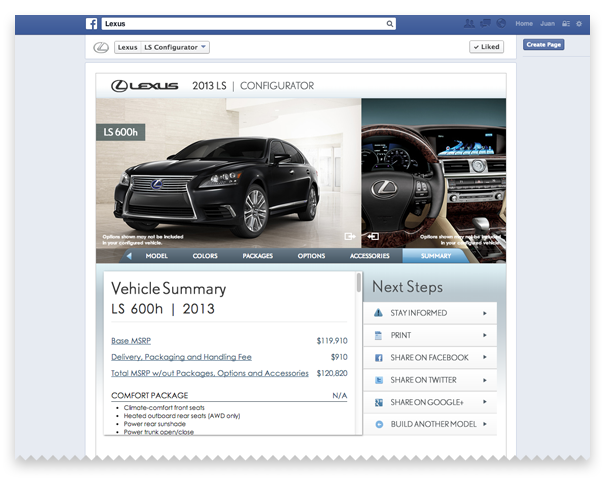 Lexus
Home Juan
Lexus LS Configurator
Liked
Create Page
LEXUS 2013 LS | CONFIGURATOR
LS 600h
Options shown may not be included
in your configured vehicle.
Options shown may not be included
in your configured vehicle.
MODEL COLORS PACKAGES OPTIONS ACCESSORIES SUMMARY
Vehicle Summary
LS 600h | 2013
Base MSRP $119,910
Delivery, Packaging and Handling Fee $910
Total MSRP w/out Packages, Options and Accessories $120,820
COMFORT PACKAGE N/A
• Climate-comfort front seats
• Heated outboard rear seats (AWD only)
• Power rear sunshade
• Power trunk open/close
Next Steps
STAY INFORMED
PRINT
SHARE ON FACEBOOK
SHARE ON TWITTER
SHARE ON GOOGLE+
BUILD ANOTHER MODEL